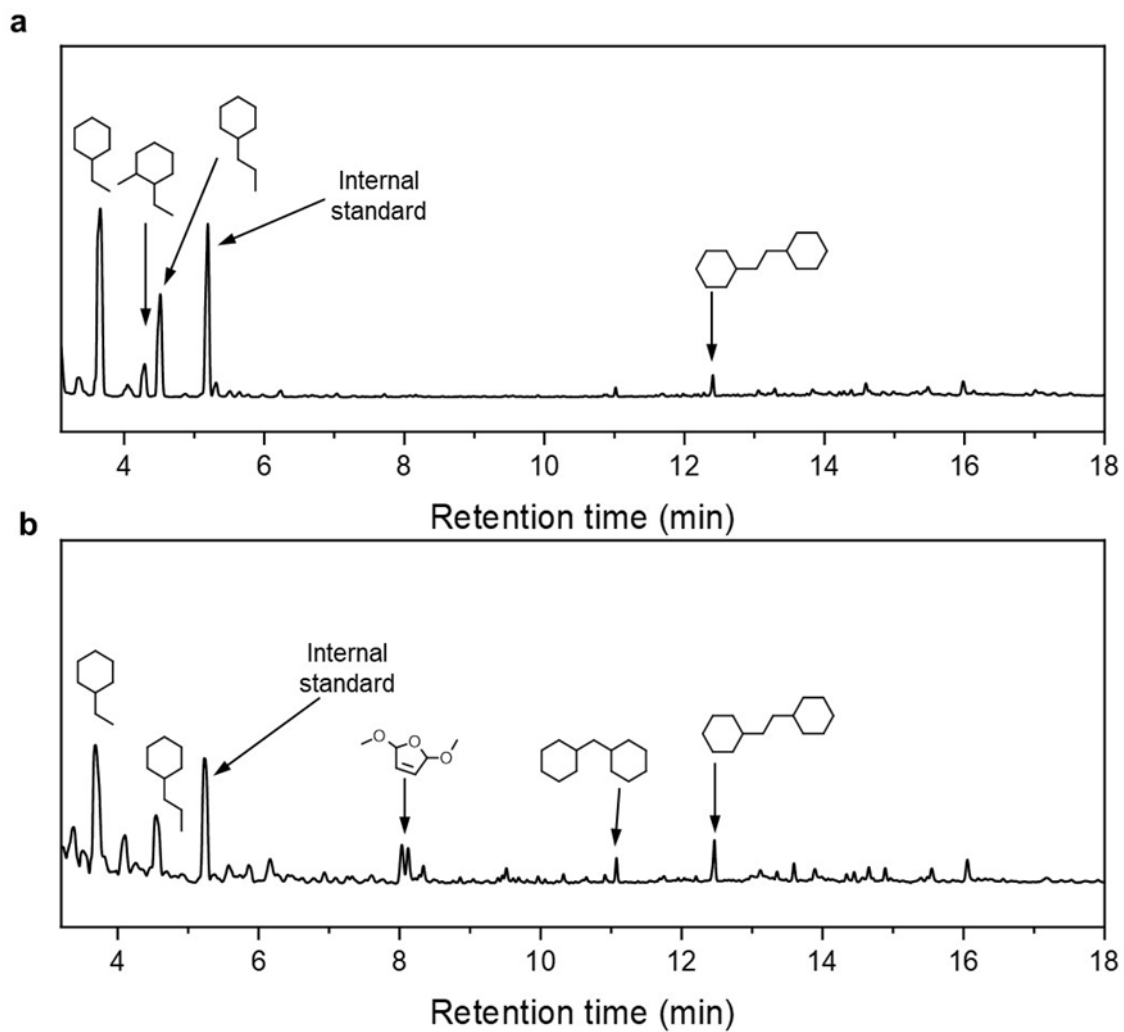 a
Internal
standard
4 6 8 10 12 14 16 18
Retention time (min)
b
Internal
standard
O O O
4 6 8 10 12 14 16 18
Retention time (min)